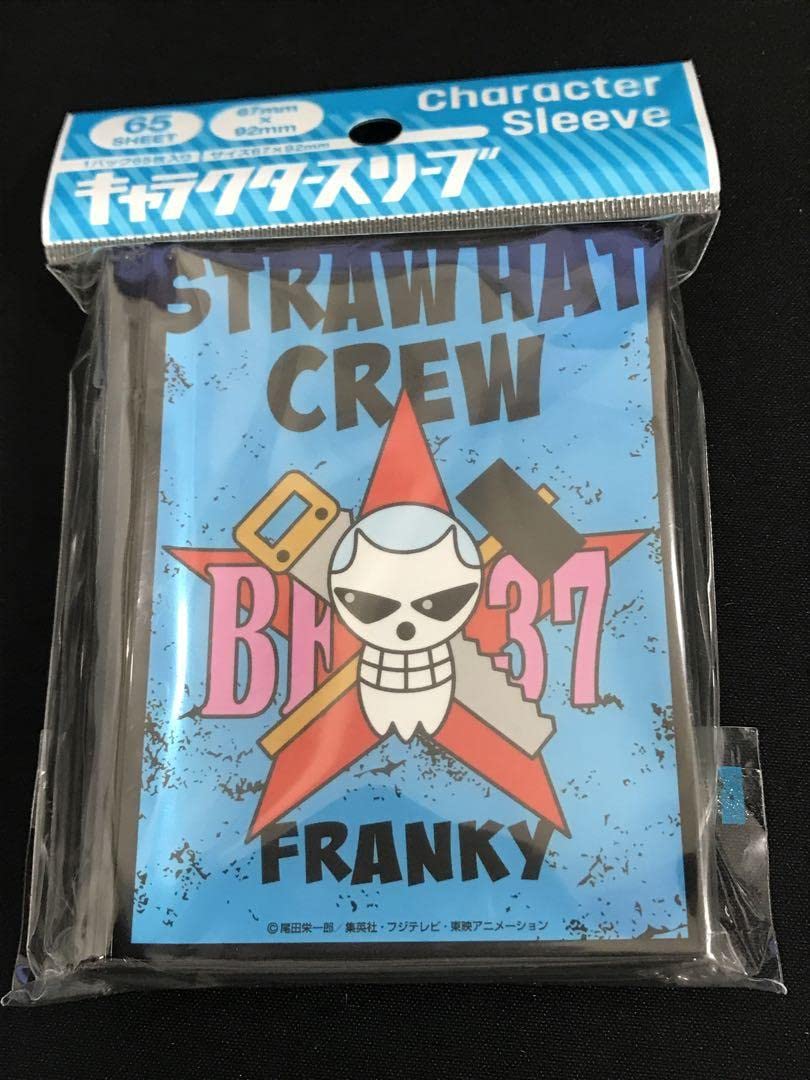 65
SHEET
67mm
×
92mm
Character
Sleeve
1パック65枚入り サイズ67×92mm
キャラクタースリーブ
STRAW HAT
CREW
BF 37
FRANKY
©尾田栄一郎／集英社・フジテレビ・東映アニメーション